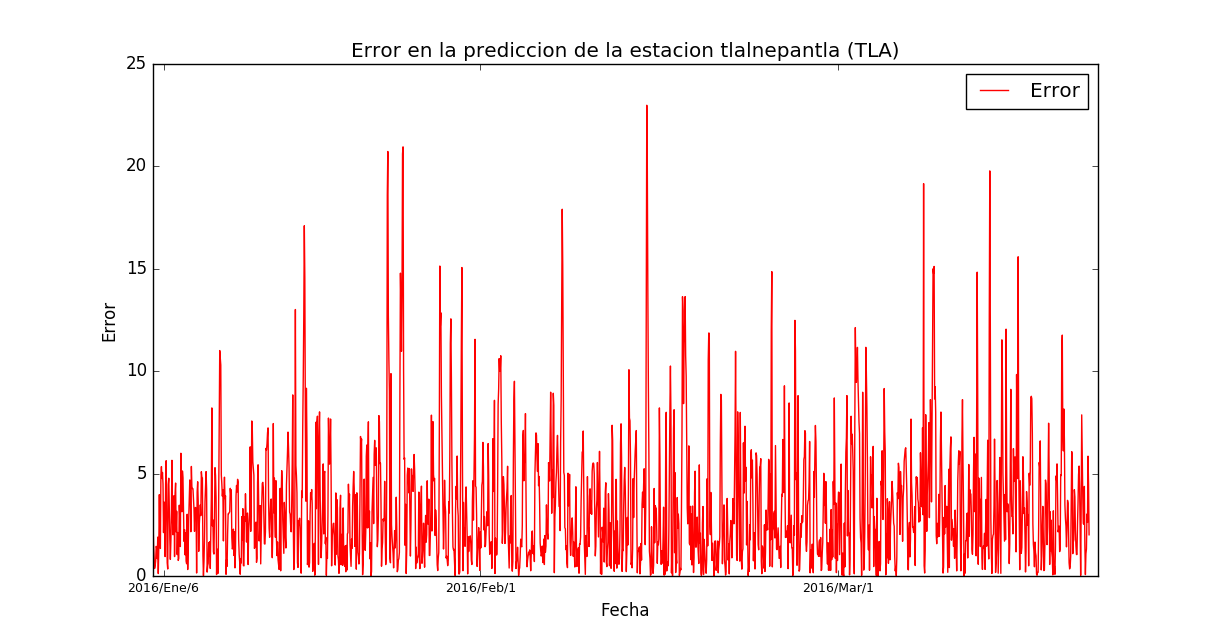 Error en la prediccion de la estacion tlalnepantla (TLA)
25
Error
20
15
Error
10
5
0
2016/Ene/6 2016/Feb/1 2016/Mar/1
Fecha